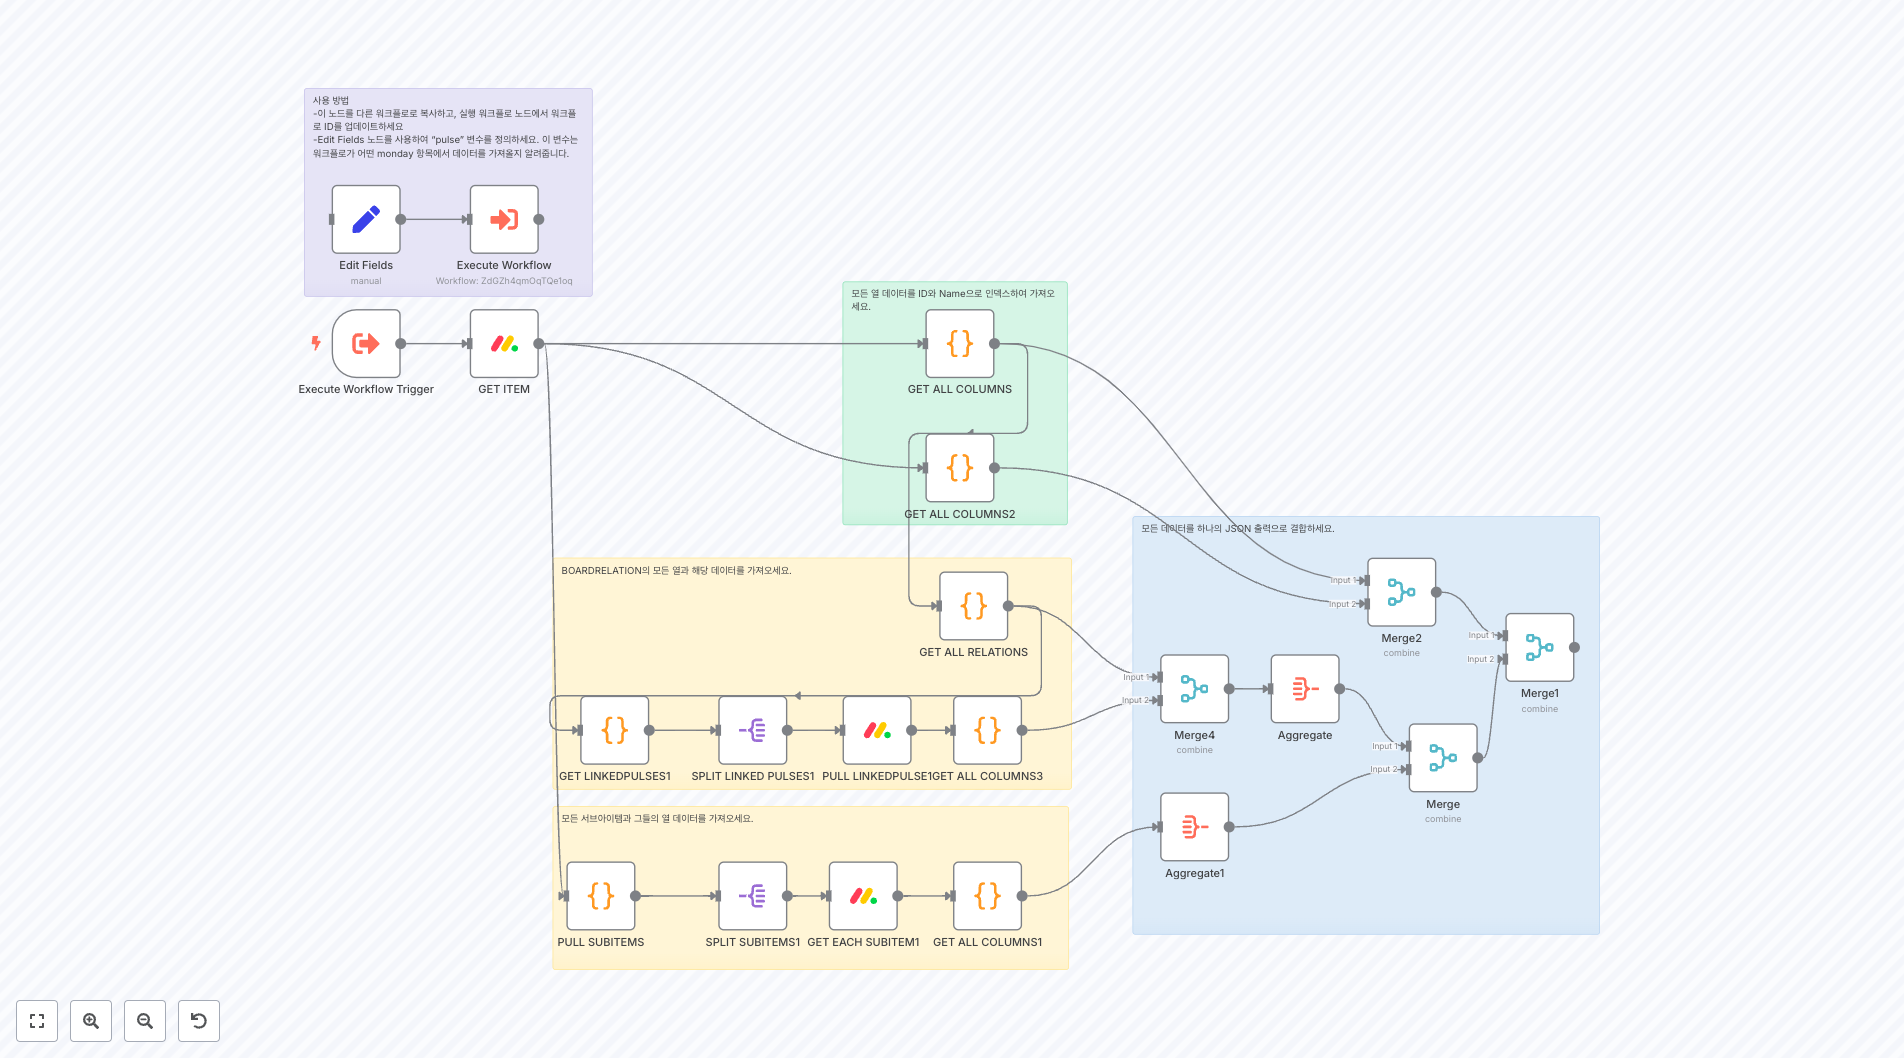 사용 방법
-이 노드를 다른 워크플로로 복사하고, 실행 워크플로 노드에서 워크플
로 ID를 업데이트하세요
-Edit Fields 노드를 사용하여 "pulse" 변수를 정의하세요. 이 변수는
워크플로가 어떤 monday 항목에서 데이터를 가져올지 알려줍니다.
Edit Fields
manual
Execute Workflow
Workflow: ZdGZh4qmOqTQe1oq
Execute Workflow Trigger
GET ITEM
모든 열 데이터를 ID와 Name으로 인덱스하여 가져오
세요.
GET ALL COLUMNS
GET ALL COLUMNS2
BOARDRELATION의 모든 열과 해당 데이터를 가져오세요.
GET ALL RELATIONS
GET LINKEDPULSES1
SPLIT LINKED PULSES1
PULL LINKEDPULSE1
GET ALL COLUMNS3
모든 서브아이템과 그들의 열 데이터를 가져오세요.
PULL SUBITEMS
SPLIT SUBITEMS1
GET EACH SUBITEM1
GET ALL COLUMNS1
모든 데이터를 하나의 JSON 출력으로 결합하세요.
Input 1
Input 2
Merge2
combine
Input 1
Input 2
Merge1
combine
Input 1
Input 2
Merge4
combine
Aggregate
Input 1
Input 2
Merge
combine
Aggregate1